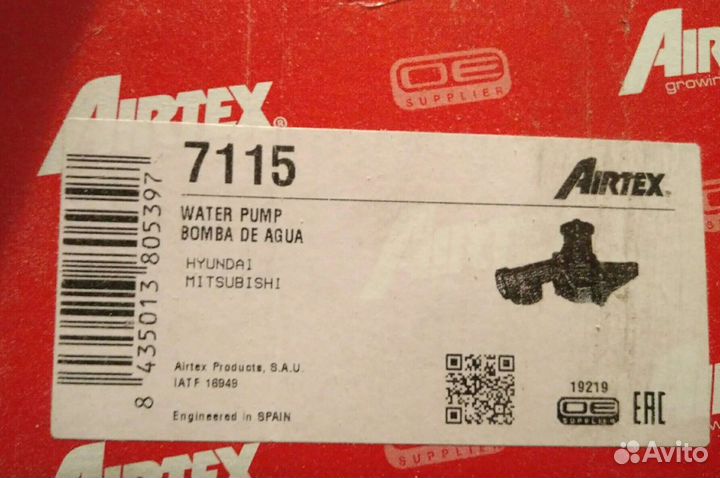 AIRTEX®
OE
SUPPLIER
AIRTEX
growin
7115
AIRTEX
WATER PUMP
BOMBA DE AGUA
HYUNDAI
MITSUBISHI
8 435013 805397
Airtex Products, S.A.U.
IATF 16949
Engineered in SPAIN
19219
OE
SUPPLIER
EAC
AIRTEX
SUPPLIER
Avito